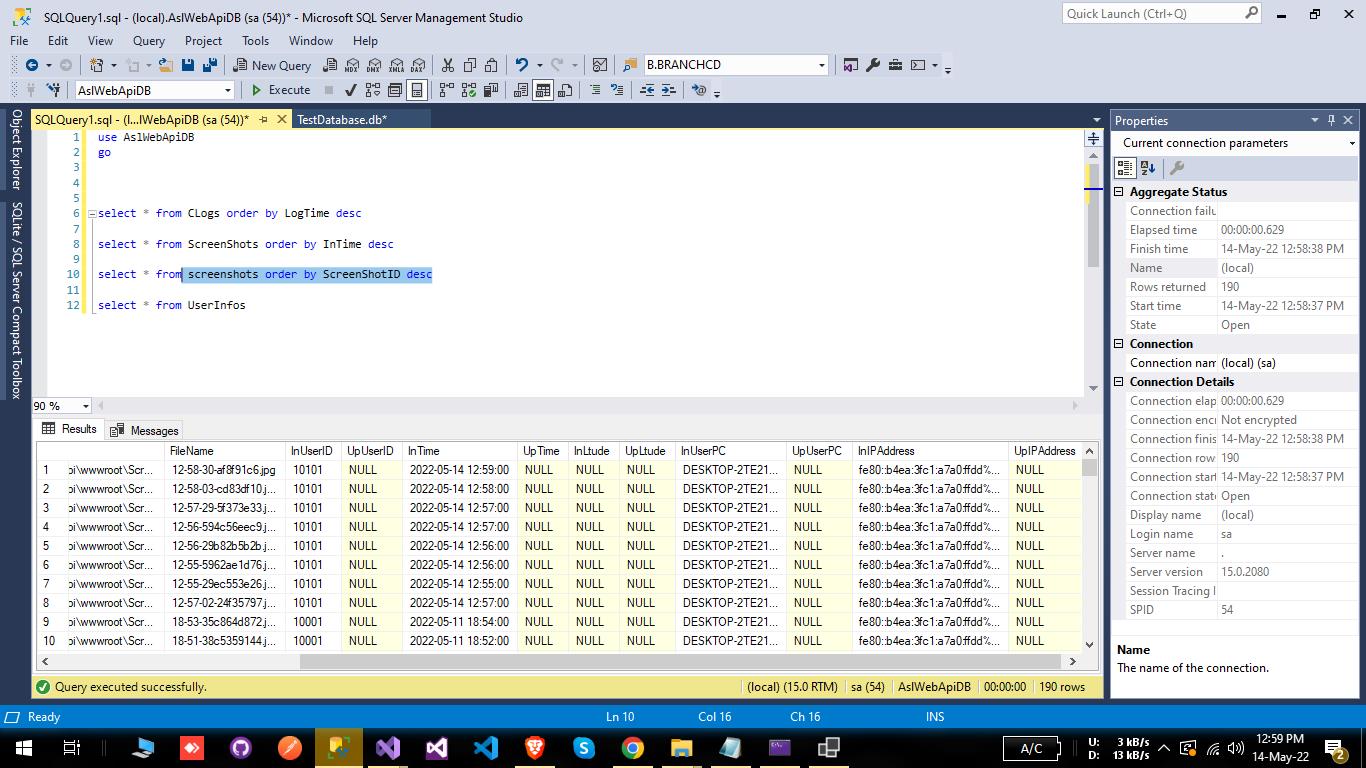 SQLQuery1.sql - (local).AslWebApiDB (sa (54))* - Microsoft SQL Server Management Studio
Quick Launch (Ctrl+Q)
File Edit View Query Project Tools Window Help
New Query MDX DMX XMLA DAX B.BRANCHCD
AslWebApiDB Execute
Object Explorer
SQLite / SQL Server Compact Toolbox
SQLQuery1.sql - (l...lWebApiDB (sa (54))* TestDatabase.db*
1 use AslWebApiDB
2 go
3
4
5
6 select * from CLogs order by LogTime desc
7
8 select * from ScreenShots order by InTime desc
9
10 select * from screenshots order by ScreenShotID desc
11
12 select * from UserInfos
90 %
Results Messages
FileName InUserID UpUserID InTime UpTime InLtude UpLtude InUserPC UpUserPC InIPAddress UpIPAddress
1 pi\wwwroot\Scr... 12-58-30-af8f91c6.jpg 10101 NULL 2022-05-14 12:59:00 NULL NULL NULL DESKTOP-2TE21... NULL fe80::b4ea:3fc1:a7a0:ffdd%... NULL
2 pi\wwwroot\Scr... 12-58-03-cd83df10.j... 10101 NULL 2022-05-14 12:58:00 NULL NULL NULL DESKTOP-2TE21... NULL fe80::b4ea:3fc1:a7a0:ffdd%... NULL
3 pi\wwwroot\Scr... 12-57-29-5f373e33.j... 10101 NULL 2022-05-14 12:57:00 NULL NULL NULL DESKTOP-2TE21... NULL fe80::b4ea:3fc1:a7a0:ffdd%... NULL
4 pi\wwwroot\Scr... 12-56-594c56eec9.j... 10101 NULL 2022-05-14 12:57:00 NULL NULL NULL DESKTOP-2TE21... NULL fe80::b4ea:3fc1:a7a0:ffdd%... NULL
5 pi\wwwroot\Scr... 12-56-29b82b5b2b.j... 10101 NULL 2022-05-14 12:56:00 NULL NULL NULL DESKTOP-2TE21... NULL fe80::b4ea:3fc1:a7a0:ffdd%... NULL
6 pi\wwwroot\Scr... 12-55-5962ae1d76.j... 10101 NULL 2022-05-14 12:56:00 NULL NULL NULL DESKTOP-2TE21... NULL fe80::b4ea:3fc1:a7a0:ffdd%... NULL
7 pi\wwwroot\Scr... 12-55-29ec553e26.j... 10101 NULL 2022-05-14 12:55:00 NULL NULL NULL DESKTOP-2TE21... NULL fe80::b4ea:3fc1:a7a0:ffdd%... NULL
8 pi\wwwroot\Scr... 12-57-02-24f35797.j... 10101 NULL 2022-05-14 12:57:00 NULL NULL NULL DESKTOP-2TE21... NULL fe80::b4ea:3fc1:a7a0:ffdd%... NULL
9 pi\wwwroot\Scr... 18-53-35c864d872.j... 10001 NULL 2022-05-11 18:54:00 NULL NULL NULL DESKTOP-2TE21... NULL fe80::b4ea:3fc1:a7a0:ffdd%... NULL
10 pi\wwwroot\Scr... 18-51-38c5359144.j... 10001 NULL 2022-05-11 18:52:00 NULL NULL NULL DESKTOP-2TE21... NULL fe80::b4ea:3fc1:a7a0:ffdd%... NULL
Query executed successfully. (local) (15.0 RTM) sa (54) AslWebApiDB 00:00:00 190 rows
Properties
Current connection parameters
Aggregate Status
Connection failu
Elapsed time 00:00:00.629
Finish time 14-May-22 12:58:38 PM
Name (local)
Rows returned 190
Start time 14-May-22 12:58:37 PM
State Open
Connection
Connection nam (local) (sa)
Connection Details
Connection elap 00:00:00.629
Connection encr Not encrypted
Connection finis 14-May-22 12:58:38 PM
Connection row 190
Connection start 14-May-22 12:58:37 PM
Connection stat Open
Display name (local)
Login name sa
Server name .
Server version 15.0.2080
Session Tracing I
SPID 54
Name
The name of the connection.
Ready Ln 10 Col 16 Ch 16 INS
A/C
U: 3 kB/s
D: 13 kB/s
12:59 PM
14-May-22
2